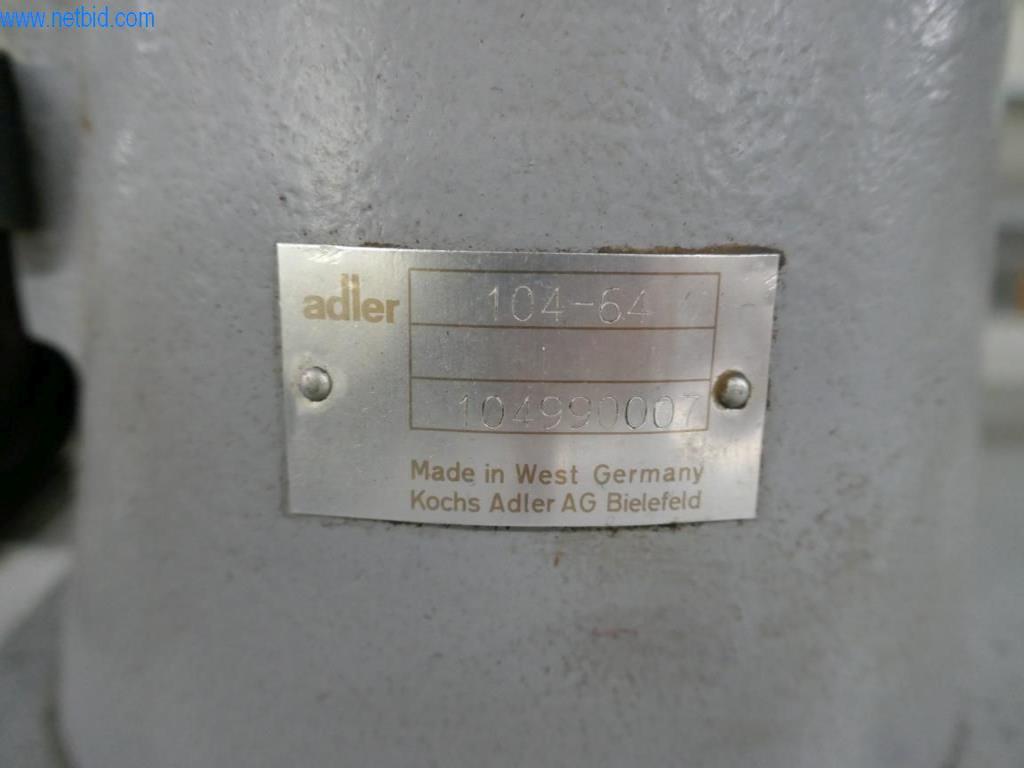 www.netbid.com
adler
104-64
104990007
Made in West Germany
Kochs Adler AG Bielefeld